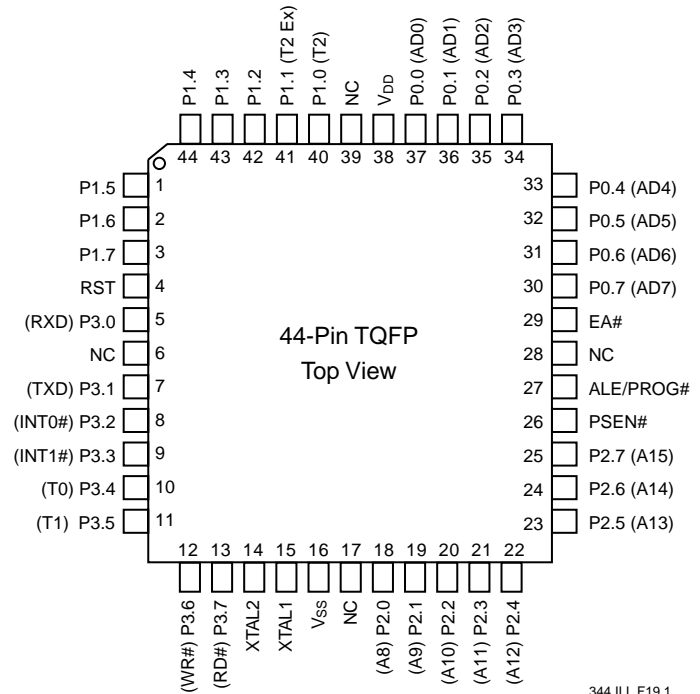 P1.4
P1.3
P1.2
P1.1 (T2 Ex)
P1.0 (T2)
NC
VDD
P0.0 (AD0)
P0.1 (AD1)
P0.2 (AD2)
P0.3 (AD3)
44 43 42 41 40 39 38 37 36 35 34
P1.5 1
P1.6 2
P1.7 3
RST 4
(RXD) P3.0 5
NC 6
(TXD) P3.1 7
(INT0#) P3.2 8
(INT1#) P3.3 9
(T0) P3.4 10
(T1) P3.5 11
44-Pin TQFP
Top View
33 P0.4 (AD4)
32 P0.5 (AD5)
31 P0.6 (AD6)
30 P0.7 (AD7)
29 EA#
28 NC
27 ALE/PROG#
26 PSEN#
25 P2.7 (A15)
24 P2.6 (A14)
23 P2.5 (A13)
12 13 14 15 16 17 18 19 20 21 22
(WR#) P3.6
(RD#) P3.7
XTAL2
XTAL1
VSS
NC
(A8) P2.0
(A9) P2.1
(A10) P2.2
(A11) P2.3
(A12) P2.4
344 ILL F19.1